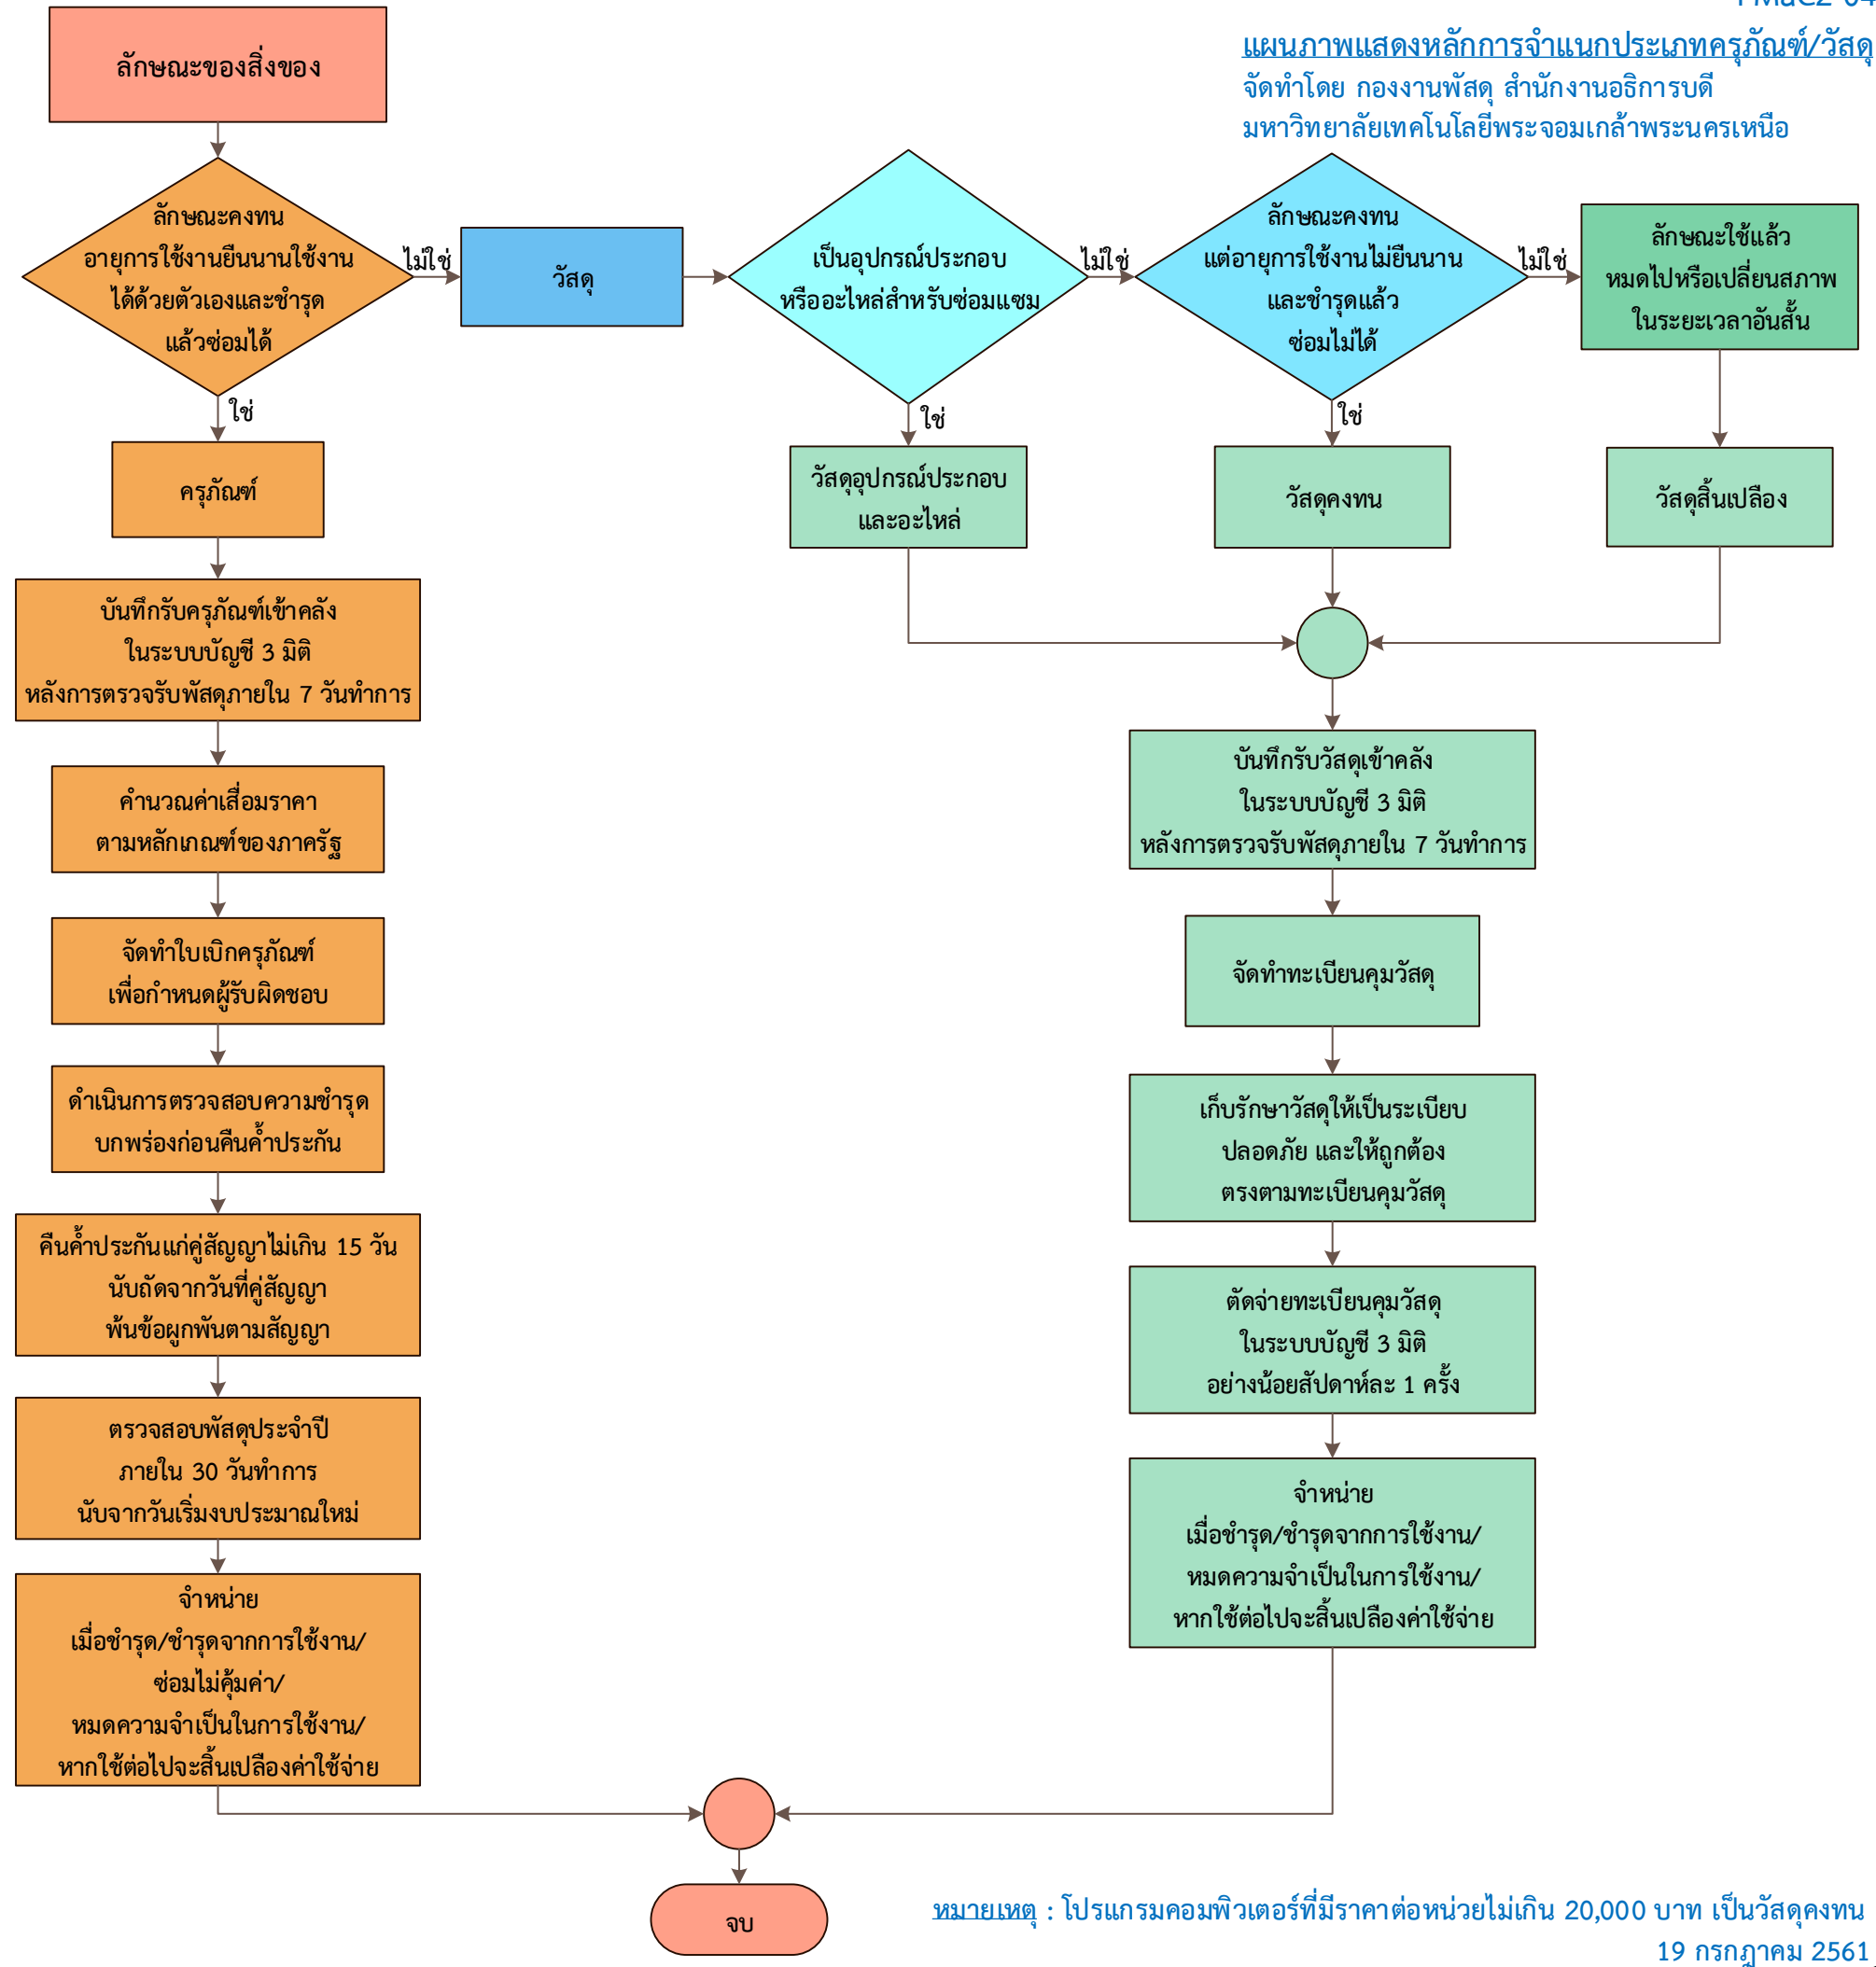 แผนภาพแสดงหลักการจำแนกประเภทครุภัณฑ์/วัสดุ
จัดทำโดย กองงานพัสดุ สำนักงานอธิการบดี
มหาวิทยาลัยเทคโนโลยีพระจอมเกล้าพระนครเหนือ
ลักษณะของสิ่งของ
ลักษณะคงทน
อายุการใช้งานยืนนานใช้งาน
ได้ด้วยตัวเองและชำรุด
แล้วซ่อมได้
ไม่ใช่
วัสดุ
เป็นอุปกรณ์ประกอบ
หรืออะไหล่สำหรับซ่อมแซม
ไม่ใช่
ลักษณะคงทน
แต่อายุการใช้งานไม่ยืนนาน
และชำรุดแล้ว
ซ่อมไม่ได้
ไม่ใช่
ลักษณะใช้แล้ว
หมดไปหรือเปลี่ยนสภาพ
ในระยะเวลาอันสั้น
ใช่
ใช่
ใช่
ครุภัณฑ์
วัสดุอุปกรณ์ประกอบ
และอะไหล่
วัสดุคงทน
วัสดุสิ้นเปลือง
บันทึกรับครุภัณฑ์เข้าคลัง
ในระบบบัญชี 3 มิติ
หลังการตรวจรับพัสดุภายใน 7 วันทำการ
คำนวณค่าเสื่อมราคา
ตามหลักเกณฑ์ของภาครัฐ
จัดทำใบเบิกครุภัณฑ์
เพื่อกำหนดผู้รับผิดชอบ
ดำเนินการตรวจสอบความชำรุด
บกพร่องก่อนคืนค้ำประกัน
คืนค้ำประกันแก่คู่สัญญาไม่เกิน 15 วัน
นับถัดจากวันที่คู่สัญญา
พ้นข้อผูกพันตามสัญญา
ตรวจสอบพัสดุประจำปี
ภายใน 30 วันทำการ
นับจากวันเริ่มงบประมาณใหม่
จำหน่าย
เมื่อชำรุด/ชำรุดจากการใช้งาน/
ซ่อมไม่คุ้มค่า/
หมดความจำเป็นในการใช้งาน/
หากใช้ต่อไปจะสิ้นเปลืองค่าใช้จ่าย
บันทึกรับวัสดุเข้าคลัง
ในระบบบัญชี 3 มิติ
หลังการตรวจรับพัสดุภายใน 7 วันทำการ
จัดทำทะเบียนคุมวัสดุ
เก็บรักษาวัสดุให้เป็นระเบียบ
ปลอดภัย และให้ถูกต้อง
ตรงตามทะเบียนคุมวัสดุ
ตัดจ่ายทะเบียนคุมวัสดุ
ในระบบบัญชี 3 มิติ
อย่างน้อยสัปดาห์ละ 1 ครั้ง
จำหน่าย
เมื่อชำรุด/ชำรุดจากการใช้งาน/
หมดความจำเป็นในการใช้งาน/
หากใช้ต่อไปจะสิ้นเปลืองค่าใช้จ่าย
จบ
หมายเหตุ : โปรแกรมคอมพิวเตอร์ที่มีราคาต่อหน่วยไม่เกิน 20,000 บาท เป็นวัสดุคงทน
19 กรกฎาคม 2561